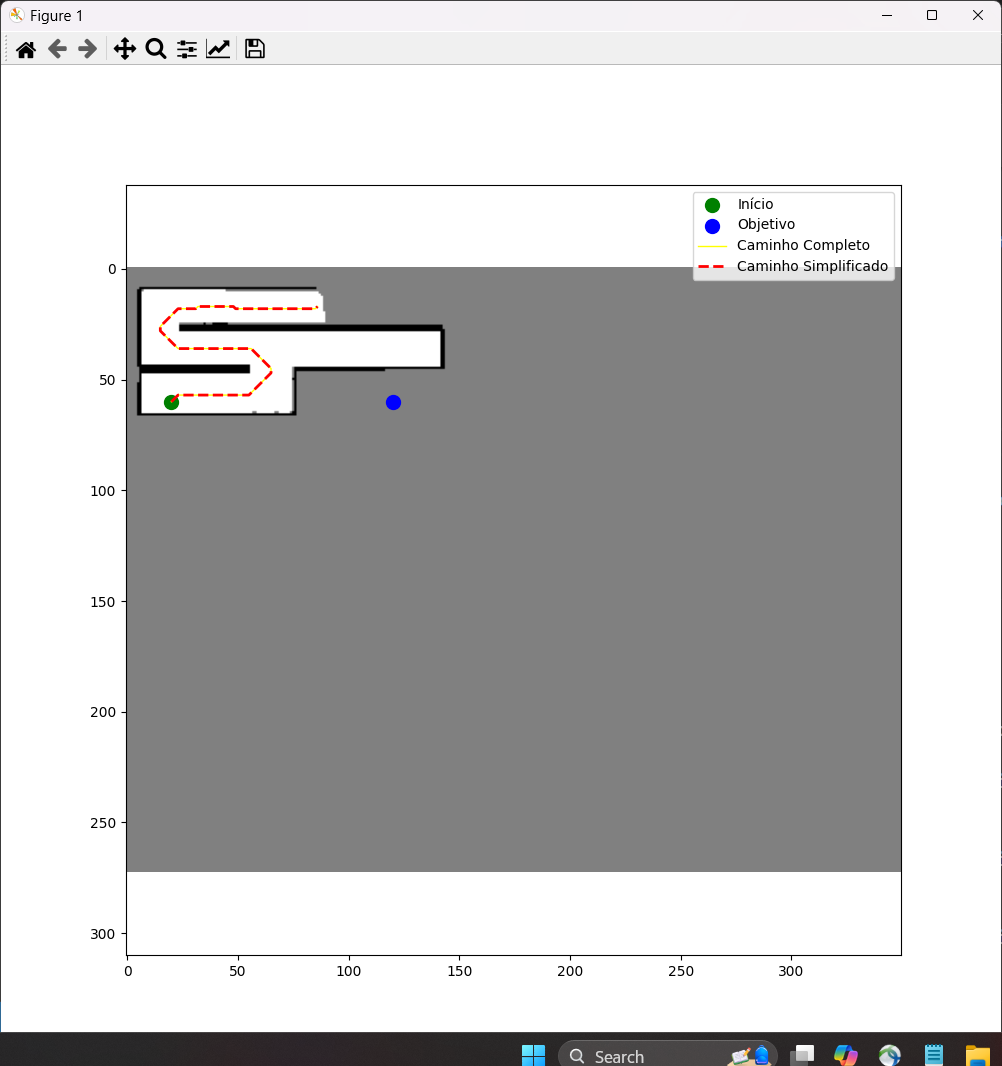 Figure 1
Início
Objetivo
Caminho Completo
Caminho Simplificado
0
50
100
150
200
250
300
0 50 100 150 200 250 300
Search